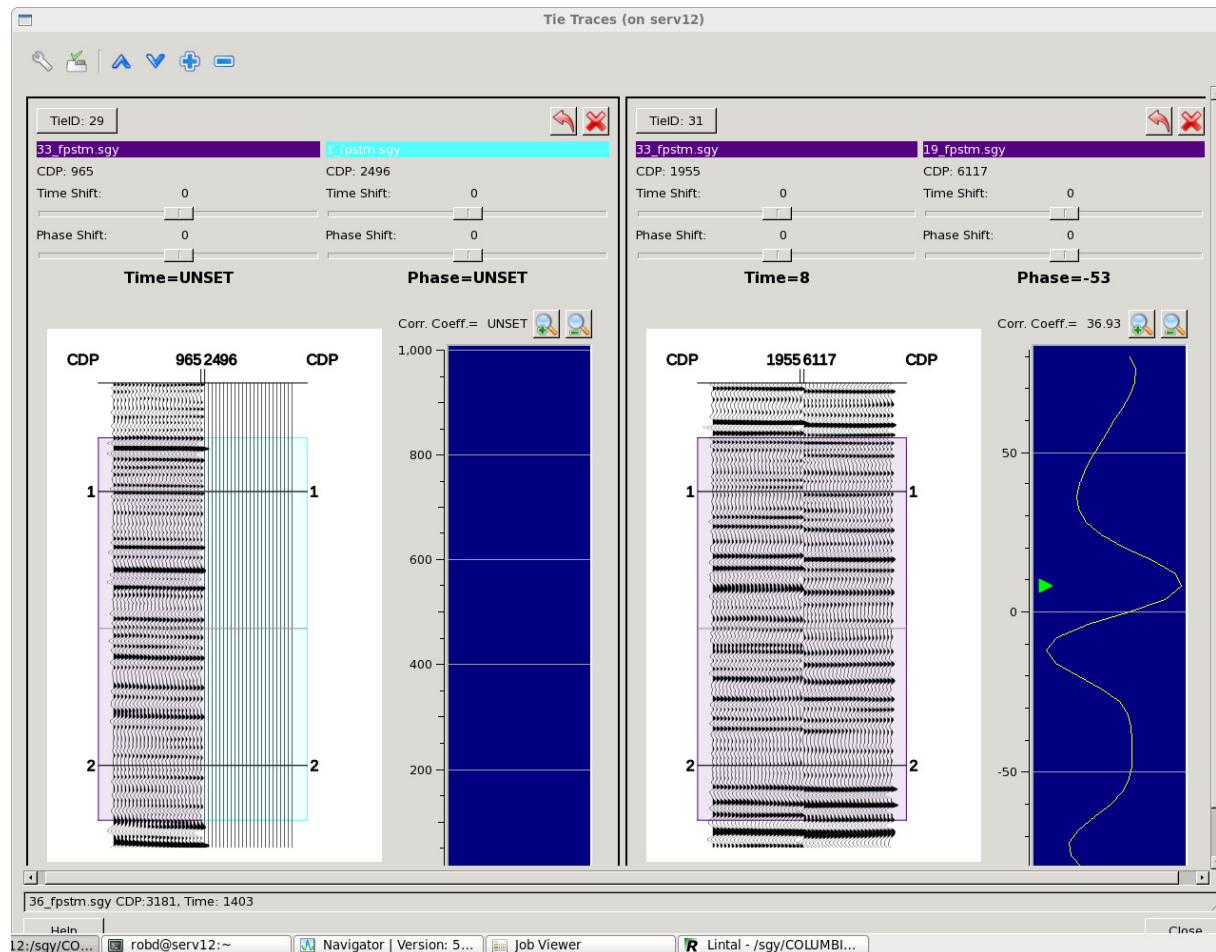 Tie Traces (on serv12)
TieID: 29
33_fpstm.sgy 1_fpstm.sgy
CDP: 965 CDP: 2496
Time Shift: 0 Time Shift: 0
Phase Shift: 0 Phase Shift: 0
Time=UNSET Phase=UNSET
Corr. Coeff.= UNSET
CDP 965 2496 CDP
1 1
2 2
1,000
800
600
400
200
TieID: 31
33_fpstm.sgy 19_fpstm.sgy
CDP: 1955 CDP: 6117
Time Shift: 0 Time Shift: 0
Phase Shift: 0 Phase Shift: 0
Time=8 Phase=-53
Corr. Coeff.= 36.93
CDP 1955 6117 CDP
1 1
2 2
50
0
-50
36_fpstm.sgy CDP:3181, Time: 1403
Help Close
12:/sgy/CO... robd@serv12:~ Navigator | Version: 5... Job Viewer Lintal - /sgy/COLUMBI...